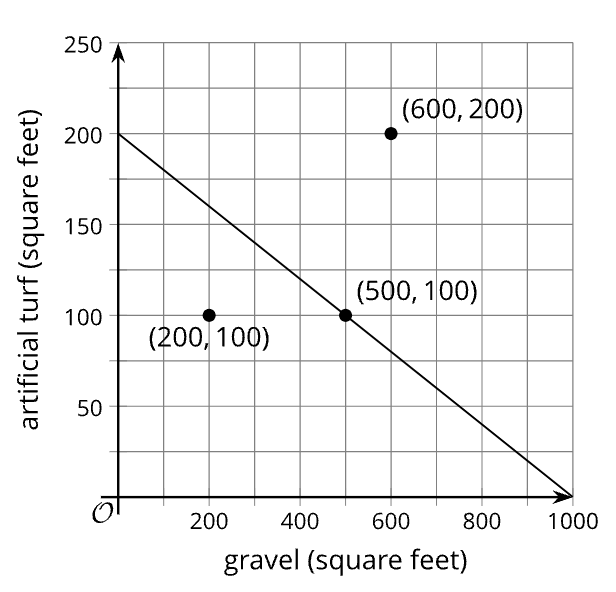 250
200
150
100
50
artificial turf (square feet)
(600, 200)
(500, 100)
(200, 100)
O
200 400 600 800 1000
gravel (square feet)